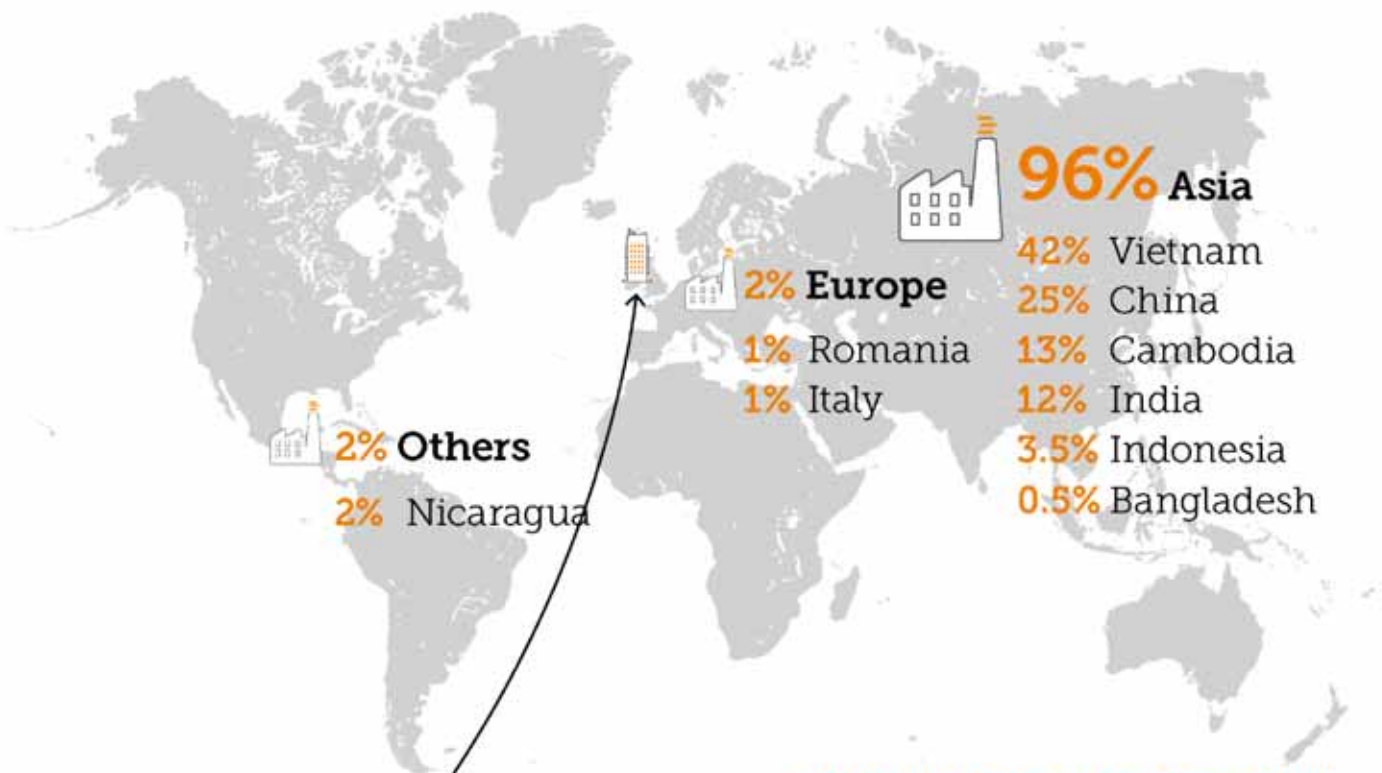 96% Asia
42% Vietnam
25% China
13% Cambodia
12% India
3.5% Indonesia
0.5% Bangladesh
2% Europe
1% Romania
1% Italy
2% Others
2% Nicaragua